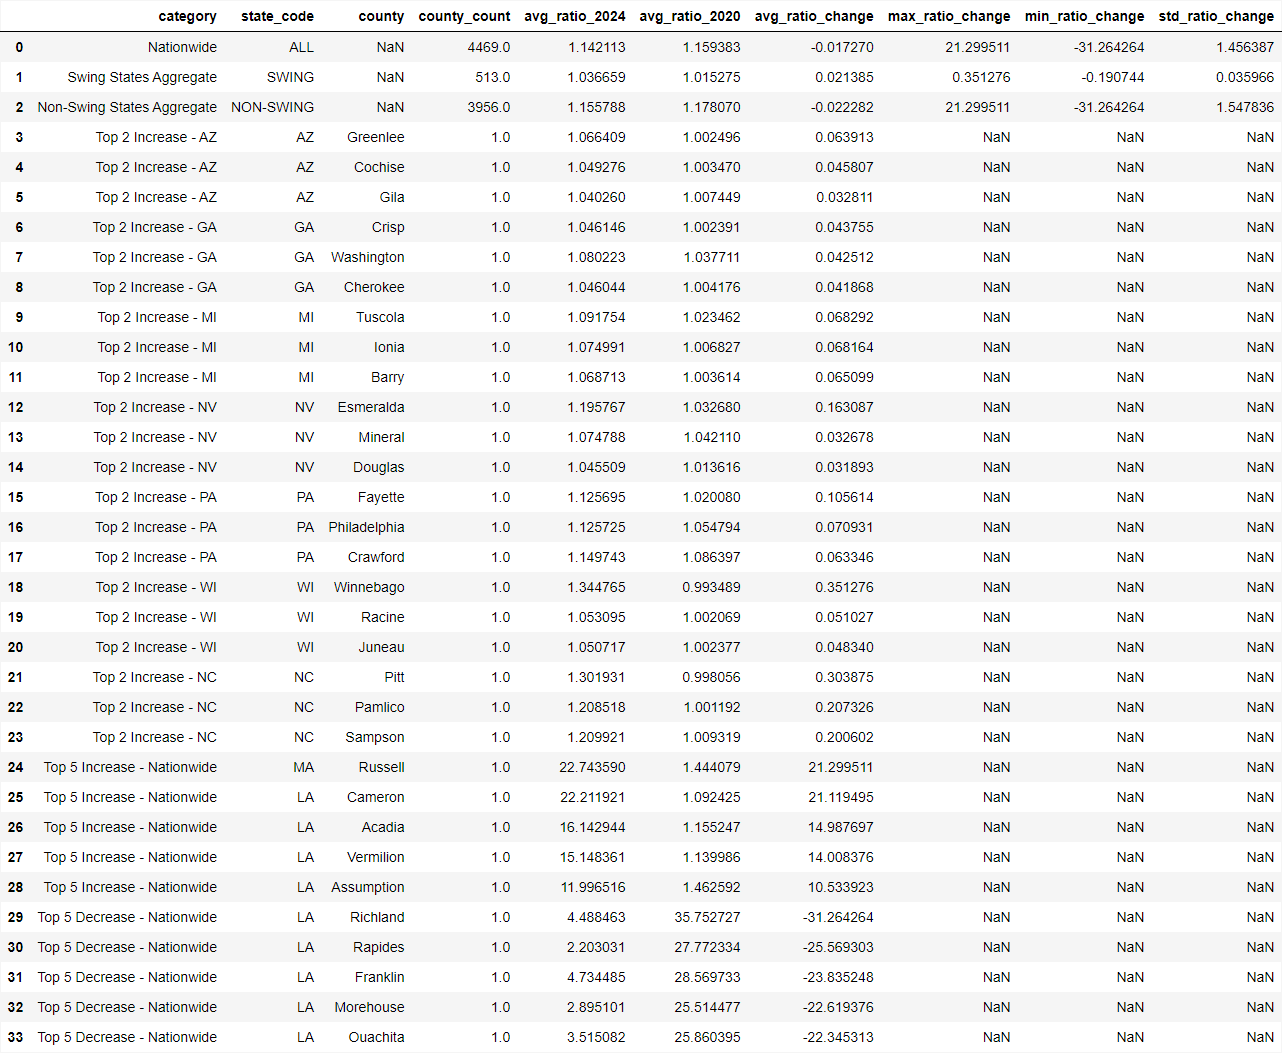 category state_code county county_count avg_ratio_2024 avg_ratio_2020 avg_ratio_change max_ratio_change min_ratio_change std_ratio_change
0 Nationwide ALL NaN 4469.0 1.142113 1.159383 -0.017270 21.299511 -31.264264 1.456387
1 Swing States Aggregate SWING NaN 513.0 1.036659 1.015275 0.021385 0.351276 -0.190744 0.035966
2 Non-Swing States Aggregate NON-SWING NaN 3956.0 1.155788 1.178070 -0.022282 21.299511 -31.264264 1.547836
3 Top 2 Increase - AZ AZ Greenlee 1.0 1.066409 1.002496 0.063913 NaN NaN NaN
4 Top 2 Increase - AZ AZ Cochise 1.0 1.049276 1.003470 0.045807 NaN NaN NaN
5 Top 2 Increase - AZ AZ Gila 1.0 1.040260 1.007449 0.032811 NaN NaN NaN
6 Top 2 Increase - GA GA Crisp 1.0 1.046146 1.002391 0.043755 NaN NaN NaN
7 Top 2 Increase - GA GA Washington 1.0 1.080223 1.037711 0.042512 NaN NaN NaN
8 Top 2 Increase - GA GA Cherokee 1.0 1.046044 1.004176 0.041868 NaN NaN NaN
9 Top 2 Increase - MI MI Tuscola 1.0 1.091754 1.023462 0.068292 NaN NaN NaN
10 Top 2 Increase - MI MI Ionia 1.0 1.074991 1.006827 0.068164 NaN NaN NaN
11 Top 2 Increase - MI MI Barry 1.0 1.068713 1.003614 0.065099 NaN NaN NaN
12 Top 2 Increase - NV NV Esmeralda 1.0 1.195767 1.032680 0.163087 NaN NaN NaN
13 Top 2 Increase - NV NV Mineral 1.0 1.074788 1.042110 0.032678 NaN NaN NaN
14 Top 2 Increase - NV NV Douglas 1.0 1.045509 1.013616 0.031893 NaN NaN NaN
15 Top 2 Increase - PA PA Fayette 1.0 1.125695 1.020080 0.105614 NaN NaN NaN
16 Top 2 Increase - PA PA Philadelphia 1.0 1.125725 1.054794 0.070931 NaN NaN NaN
17 Top 2 Increase - PA PA Crawford 1.0 1.149743 1.086397 0.063346 NaN NaN NaN
18 Top 2 Increase - WI WI Winnebago 1.0 1.344765 0.993489 0.351276 NaN NaN NaN
19 Top 2 Increase - WI WI Racine 1.0 1.053095 1.002069 0.051027 NaN NaN NaN
20 Top 2 Increase - WI WI Juneau 1.0 1.050717 1.002377 0.048340 NaN NaN NaN
21 Top 2 Increase - NC NC Pitt 1.0 1.301931 0.998056 0.303875 NaN NaN NaN
22 Top 2 Increase - NC NC Pamlico 1.0 1.208518 1.001192 0.207326 NaN NaN NaN
23 Top 2 Increase - NC NC Sampson 1.0 1.209921 1.009319 0.200602 NaN NaN NaN
24 Top 5 Increase - Nationwide MA Russell 1.0 22.743590 1.444079 21.299511 NaN NaN NaN
25 Top 5 Increase - Nationwide LA Cameron 1.0 22.211921 1.092425 21.119495 NaN NaN NaN
26 Top 5 Increase - Nationwide LA Acadia 1.0 16.142944 1.155247 14.987697 NaN NaN NaN
27 Top 5 Increase - Nationwide LA Vermilion 1.0 15.148361 1.139986 14.008376 NaN NaN NaN
28 Top 5 Increase - Nationwide LA Assumption 1.0 11.996516 1.462592 10.533923 NaN NaN NaN
29 Top 5 Decrease - Nationwide LA Richland 1.0 4.488463 35.752727 -31.264264 NaN NaN NaN
30 Top 5 Decrease - Nationwide LA Rapides 1.0 2.203031 27.772334 -25.569303 NaN NaN NaN
31 Top 5 Decrease - Nationwide LA Franklin 1.0 4.734485 28.569733 -23.835248 NaN NaN NaN
32 Top 5 Decrease - Nationwide LA Morehouse 1.0 2.895101 25.514477 -22.619376 NaN NaN NaN
33 Top 5 Decrease - Nationwide LA Ouachita 1.0 3.515082 25.860395 -22.345313 NaN NaN NaN